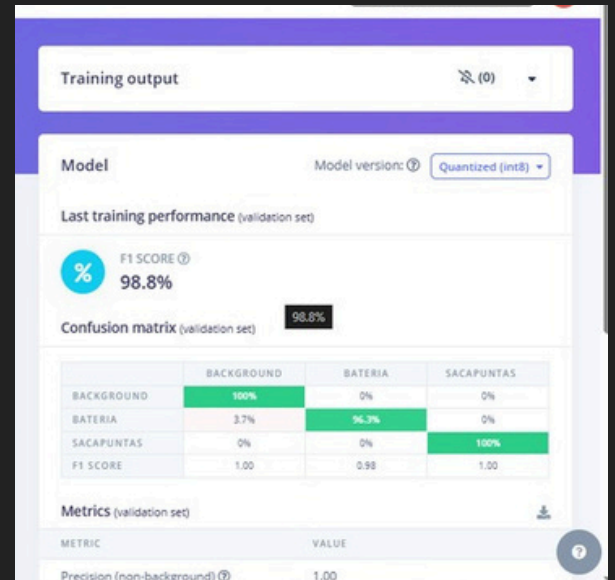 Training output (0)
Model Model version: Quantized (int8)
Last training performance (validation set)
%
F1 SCORE
98.8%
98.8%
Confusion matrix (validation set)
BACKGROUND BATERIA SACAPUNTAS
BACKGROUND 100% 0% 0%
BATERIA 3.7% 96.3% 0%
SACAPUNTAS 0% 0% 100%
F1 SCORE 1.00 0.98 1.00
Metrics (validation set)
METRIC VALUE
Precision (non-background) 1.00